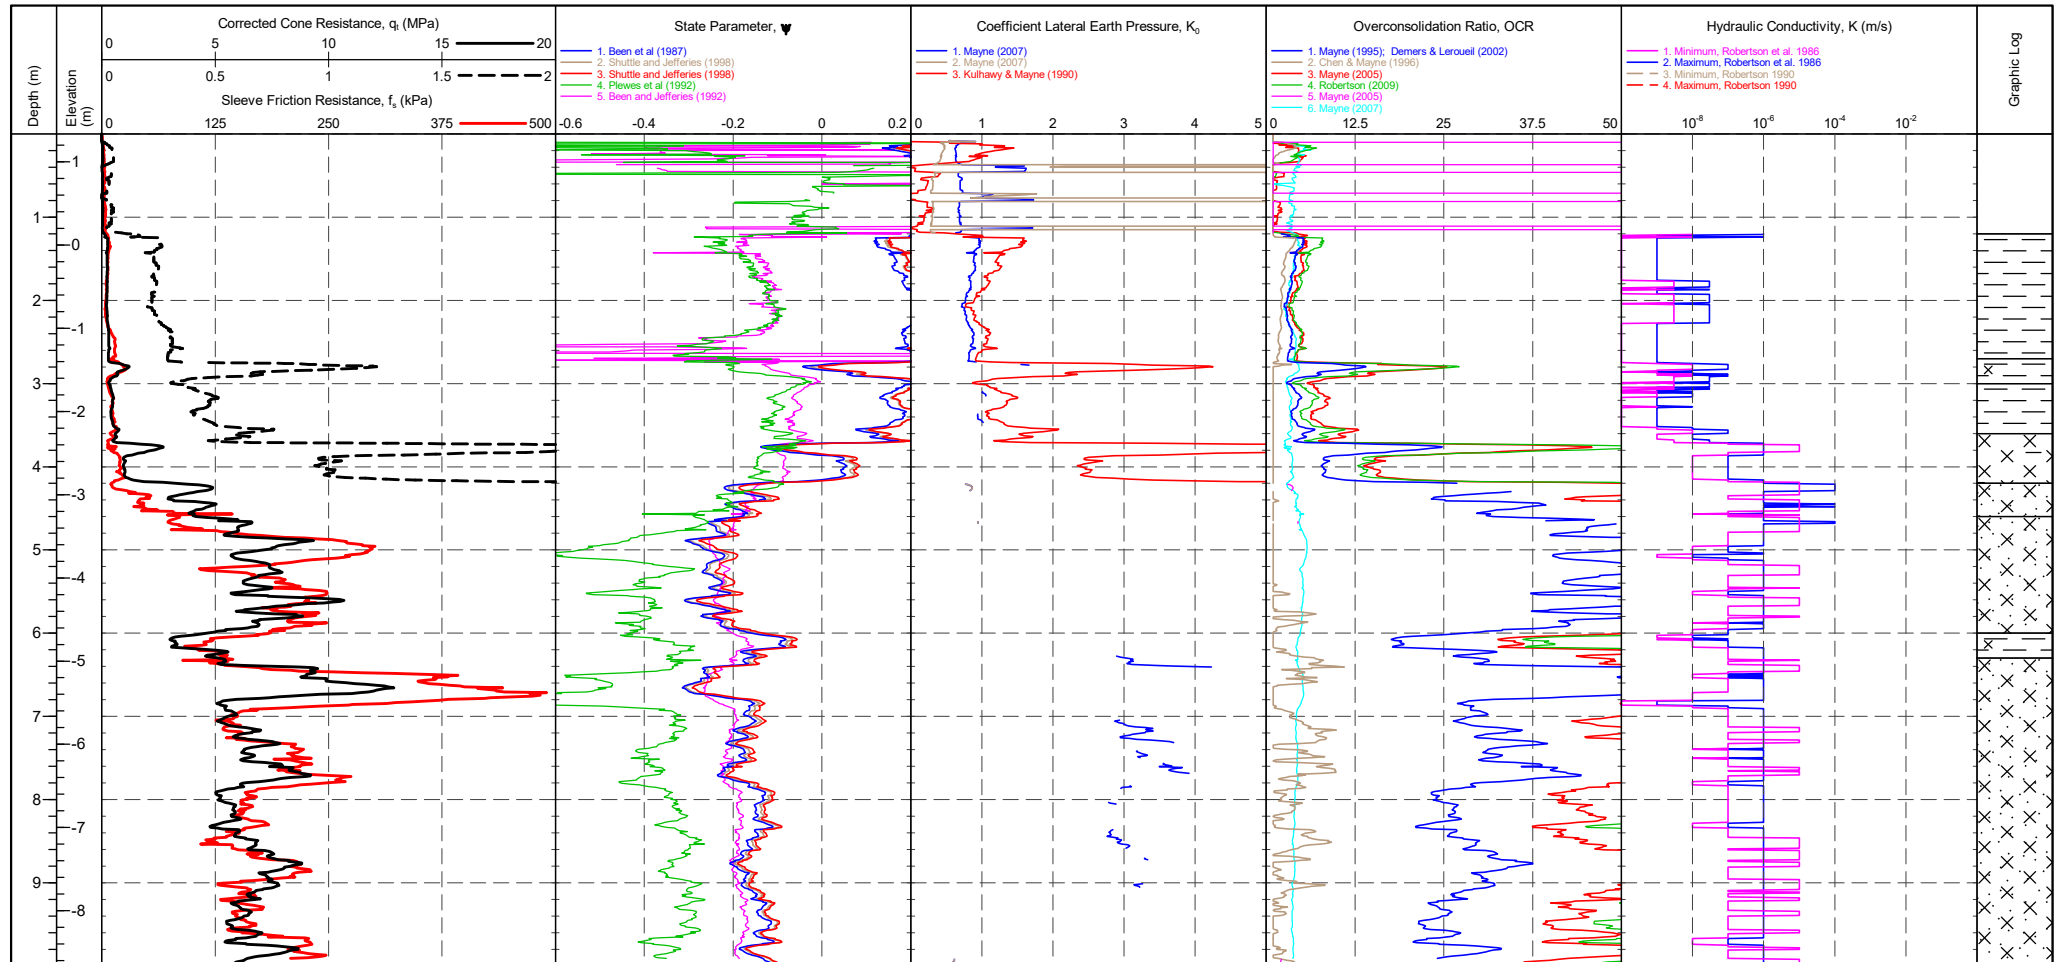 Depth (m)
Elevation (m)
Corrected Cone Resistance, qt (MPa)
0 5 10 15 20
0 0.5 1 1.5 2
Sleeve Friction Resistance, fs (kPa)
0 125 250 375 500
State Parameter, ψ
1. Been et al (1987)
2. Shuttle and Jefferies (1998)
3. Shuttle and Jefferies (1998)
4. Plewes et al (1992)
5. Been and Jefferies (1992)
-0.6 -0.4 -0.2 0 0.2
Coefficient Lateral Earth Pressure, K0
1. Mayne (2007)
2. Mayne (2007)
3. Kulhawy & Mayne (1990)
0 1 2 3 4 5
Overconsolidation Ratio, OCR
1. Mayne (1995); Demers & Leroueil (2002)
2. Chen & Mayne (1996)
3. Mayne (2005)
4. Robertson (2009)
5. Mayne (2005)
6. Mayne (2007)
0 12.5 25 37.5 50
Hydraulic Conductivity, K (m/s)
1. Minimum, Robertson et al. 1986
2. Maximum, Robertson et al. 1986
3. Minimum, Robertson 1990
4. Maximum, Robertson 1990
10-8 10-6 10-4 10-2
Graphic Log
1
1
0
2
-1
3
-2
4
-3
5
-4
6
-5
7
-6
8
-7
9
-8